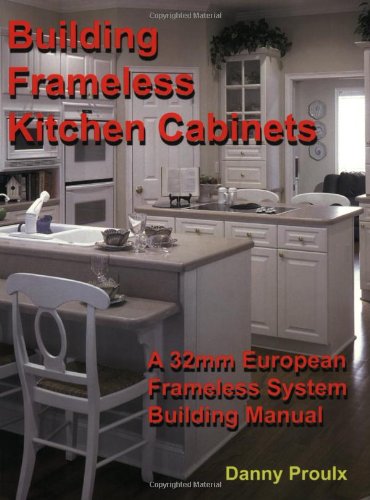 Building
Frameless
Kitchen Cabinets
A 32mm European
Frameless System
Building Manual
Danny Proulx